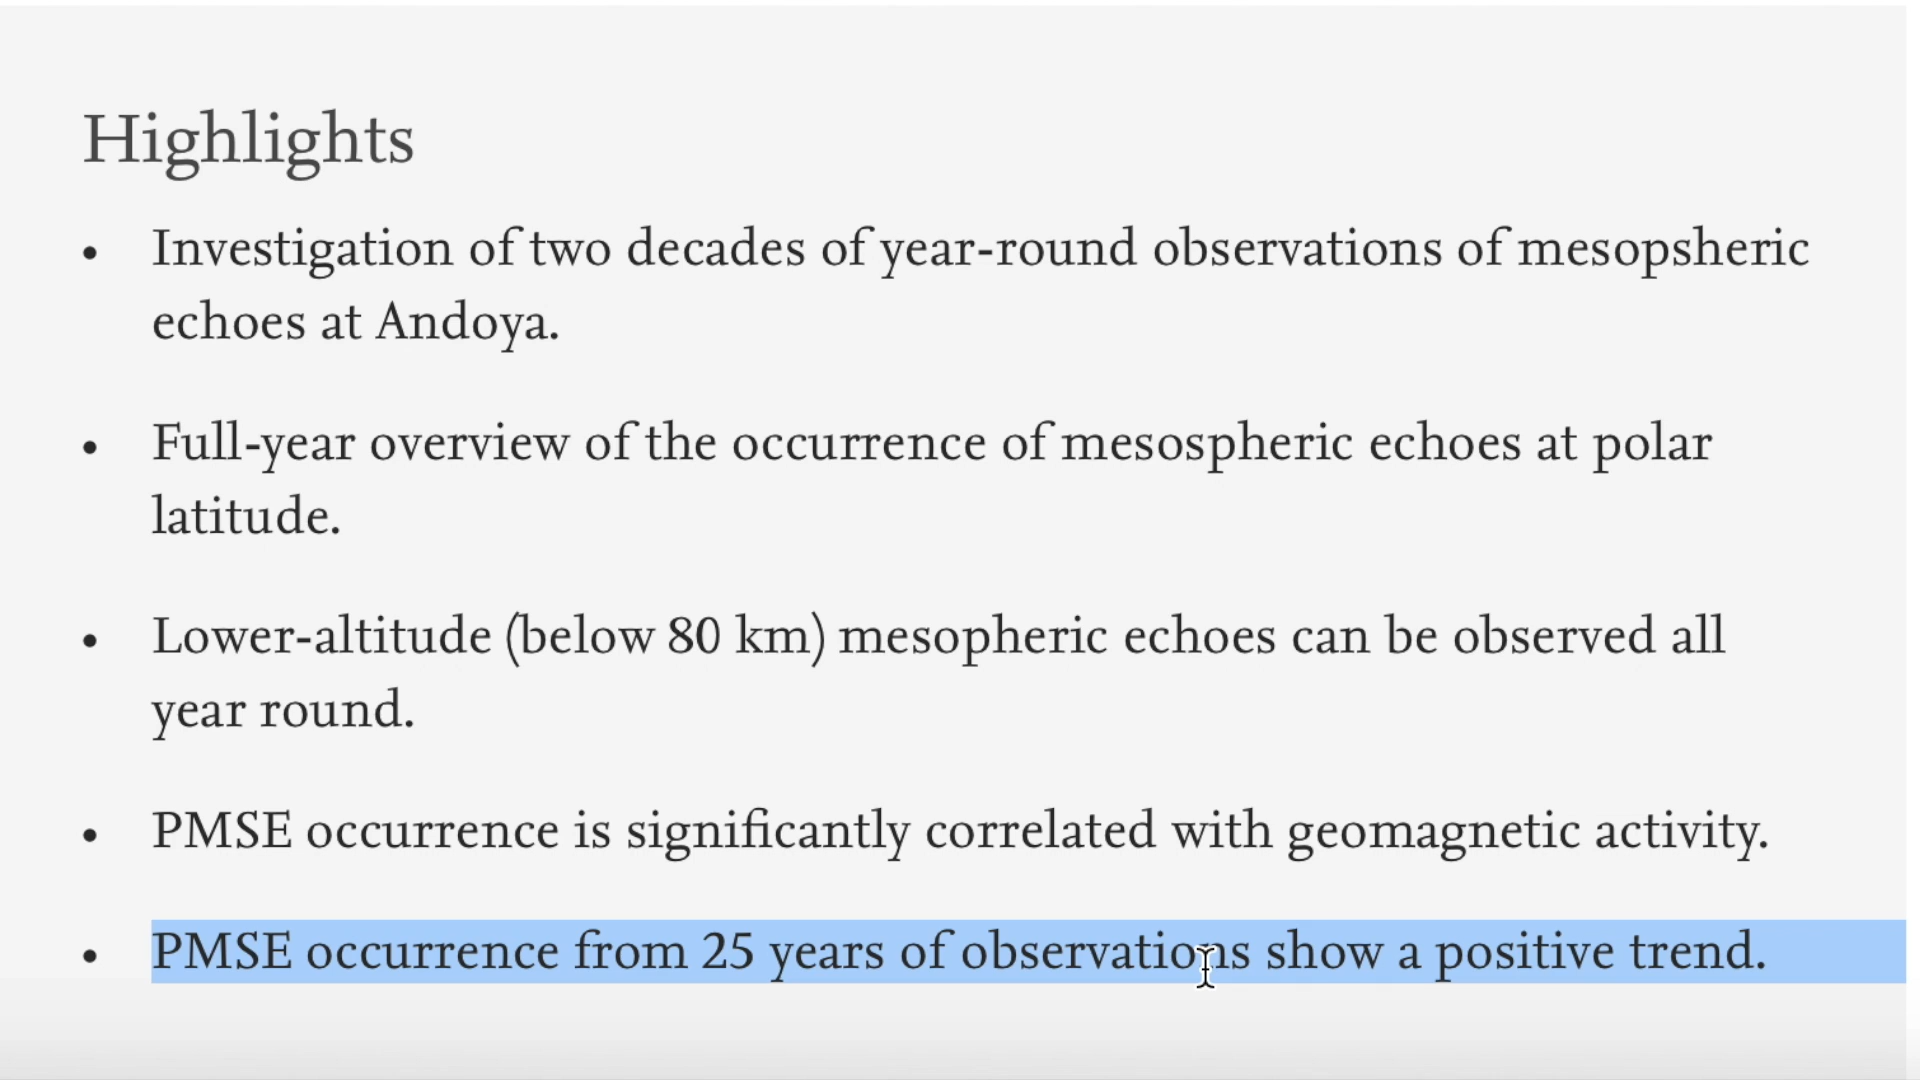 Highlights
• Investigation of two decades of year-round observations of mesopsheric
echoes at Andoya.
• Full-year overview of the occurrence of mesospheric echoes at polar
latitude.
• Lower-altitude (below 80 km) mesopheric echoes can be observed all
year round.
• PMSE occurrence is significantly correlated with geomagnetic activity.
• PMSE occurrence from 25 years of observations show a positive trend.